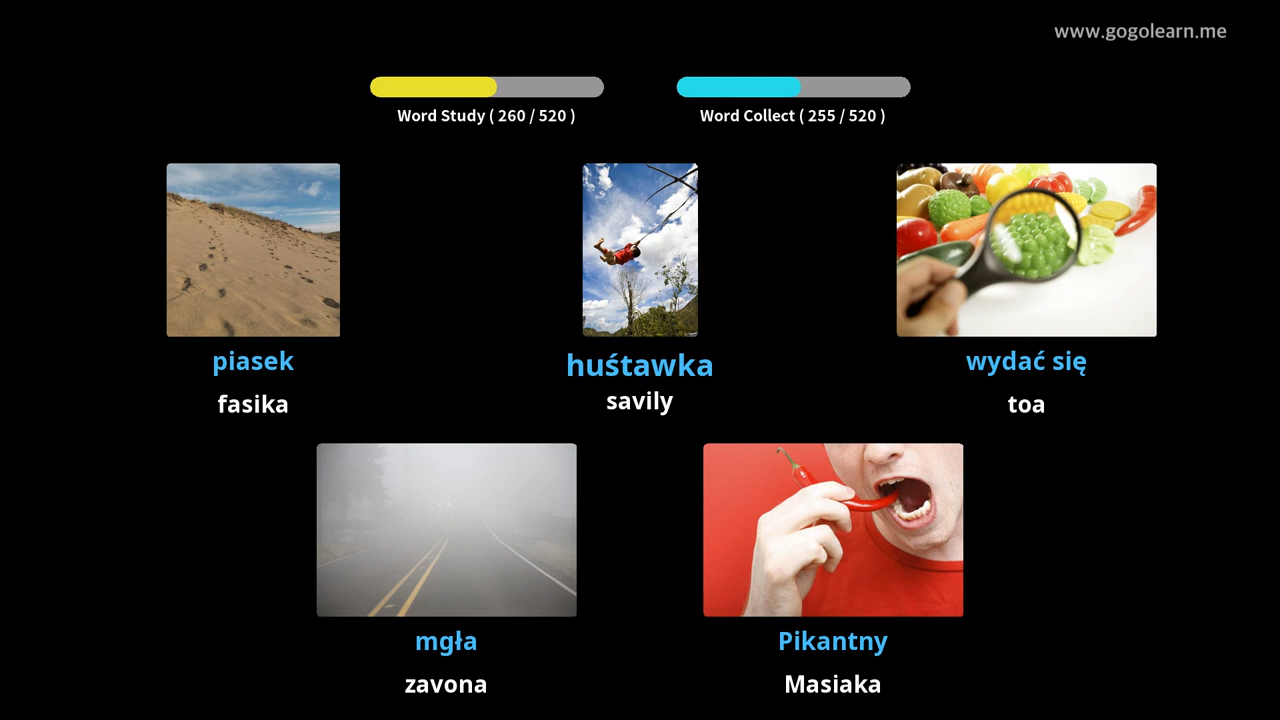 www.gogolearn.me
Word Study ( 260 / 520 )
Word Collect ( 255 / 520 )
piasek
huśtawka
wydać się
fasika
savily
toa
mgła
Pikantny
zavona
Masiaka